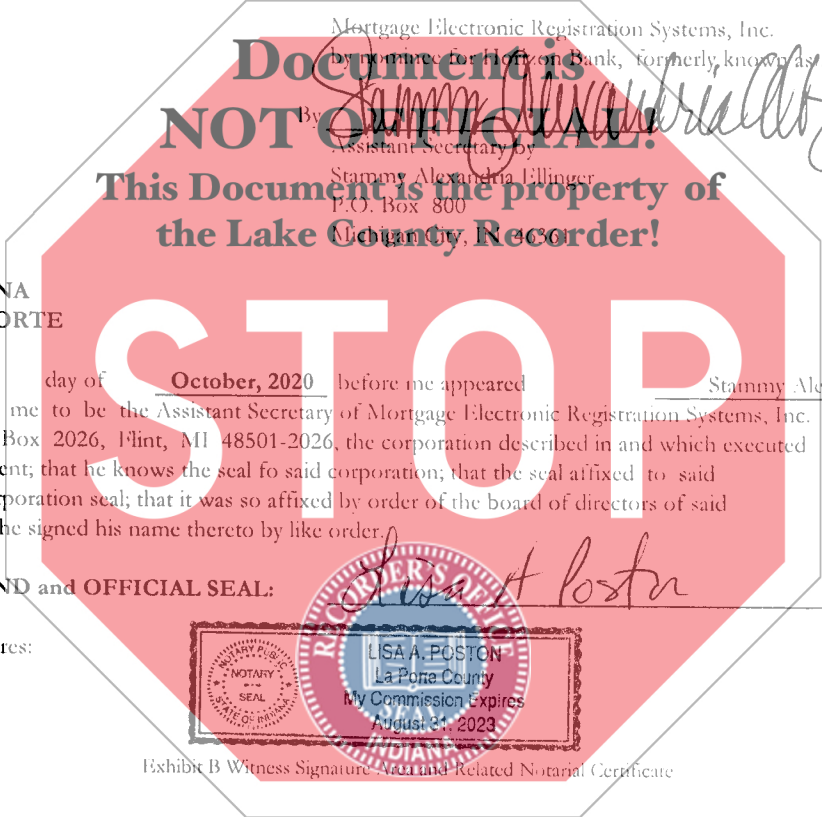 Mortgage Electronic Registration Systems, Inc.
by nominee for Horizon Bank, formerly known as
Document is
NOT OFFICIAL!
This Document is the property of
the Lake County Recorder!
By
Stammy Alexandria
Assistant Secretary by
Stammy Alexandria Ellinger
P.O. Box 800
Michigan City, IN 46361
NA
ORTE
STOP
day of October, 2020 before me appeared Stammy Ale
me to be the Assistant Secretary of Mortgage Electronic Registration Systems, Inc.
Box 2026, Flint, MI 48501-2026, the corporation described in and which executed
ent; that he knows the seal fo said corporation; that the seal affixed to said
poration seal; that it was so affixed by order of the board of directors of said
he signed his name thereto by like order.
ND and OFFICIAL SEAL:
Lisa A Poston
res:
RECORDER'S OFFICE
SEAL
INDIANA
NOTARY PUBLIC
NOTARY
SEAL
STATE OF INDIANA
LISA A. POSTON
La Porte County
My Commission Expires
August 31, 2023
Exhibit B Witness Signature Area and Related Notarial Certificate